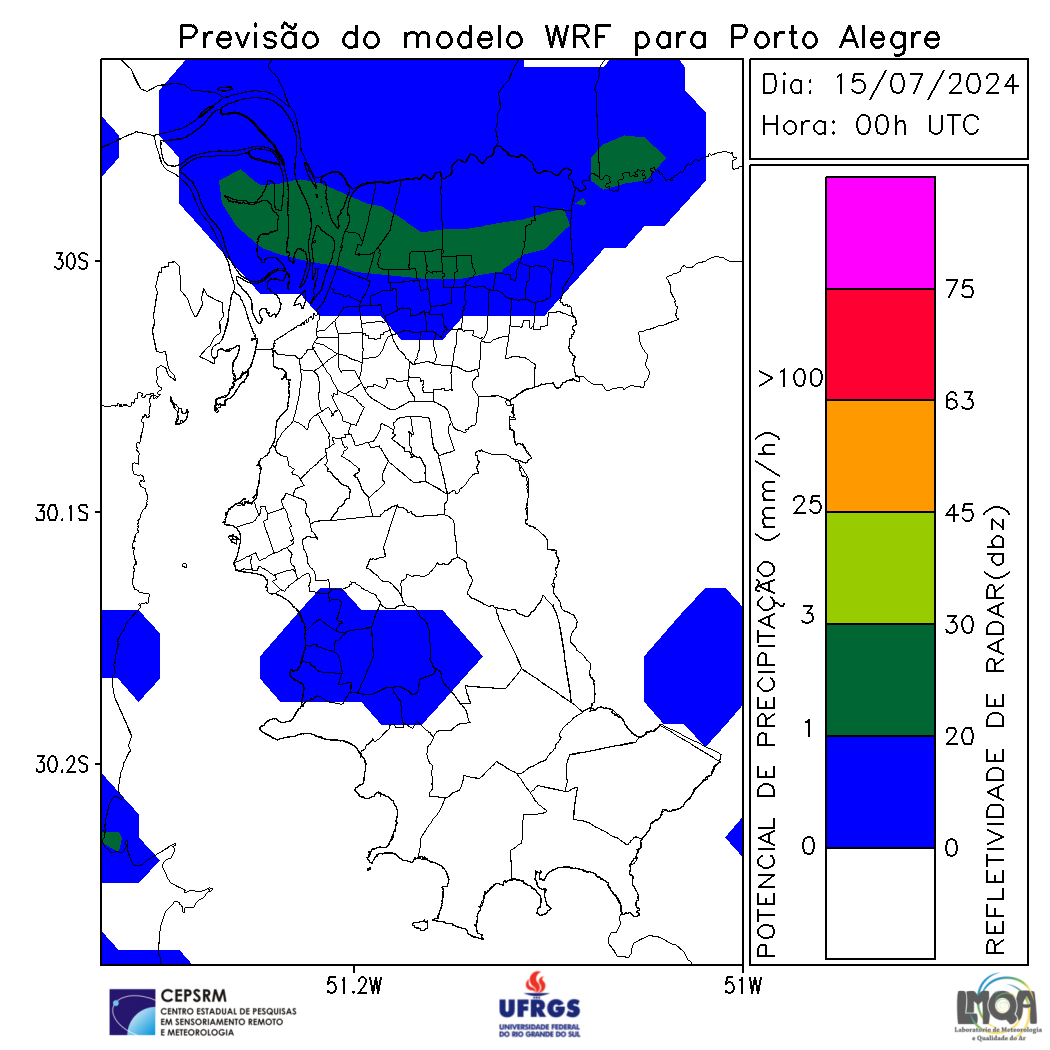 Previsão do modelo WRF para Porto Alegre
Dia: 15/07/2024
Hora: 00h UTC
30S
30.1S
30.2S
51.2W
51W
POTENCIAL DE PRECIPITAÇÃO (mm/h)
>100
25
3
1
0
75
63
45
30
20
0
REFLETIVIDADE DE RADAR(dbz)
CEPSRM
CENTRO ESTADUAL DE PESQUISAS
EM SENSORIAMENTO REMOTO
E METEOROLOGIA
UFRGS
UNIVERSIDADE FEDERAL
DO RIO GRANDE DO SUL
LMQA
Laboratório de Meteorologia
e Qualidade do Ar